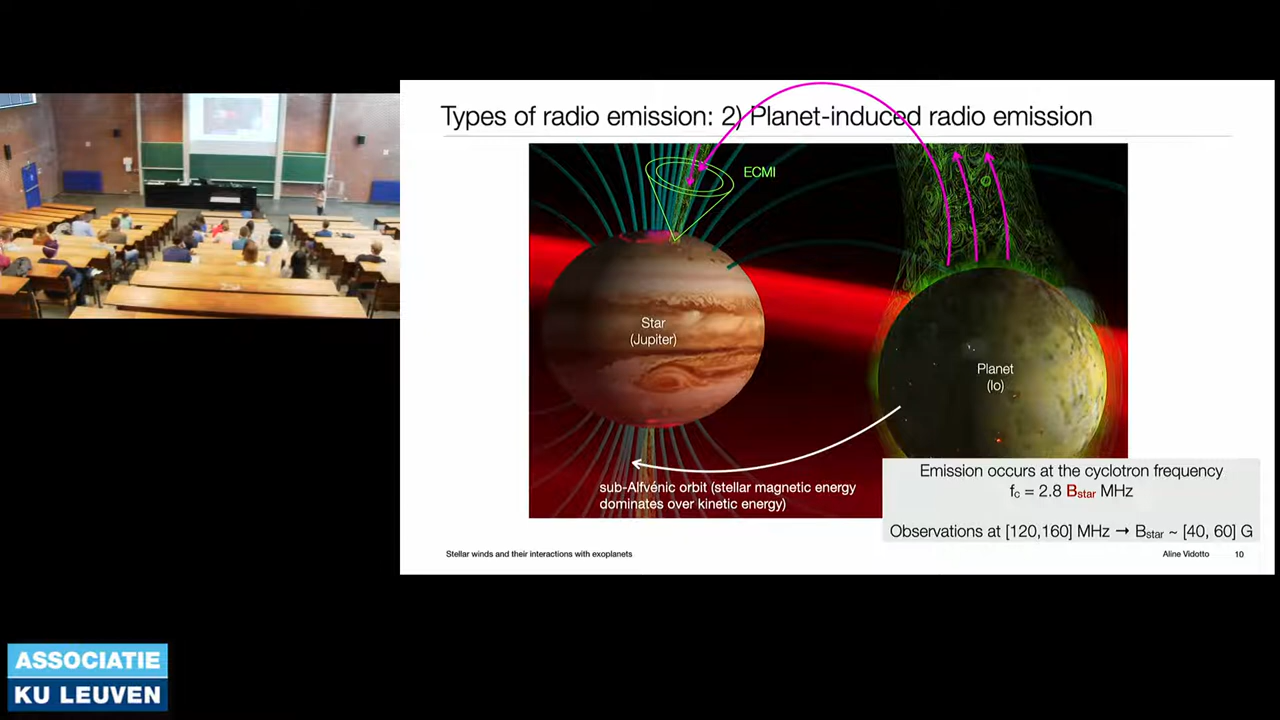 Types of radio emission: 2) Planet-induced radio emission
ECMI
Star
(Jupiter)
Planet
(Io)
sub-Alfvénic orbit (stellar magnetic energy
dominates over kinetic energy)
Emission occurs at the cyclotron frequency
fc = 2.8 Bstar MHz
Observations at [120,160] MHz → Bstar ~ [40, 60] G
Stellar winds and their interactions with exoplanets
Aline Vidotto
10
ASSOCIATIE
KU LEUVEN